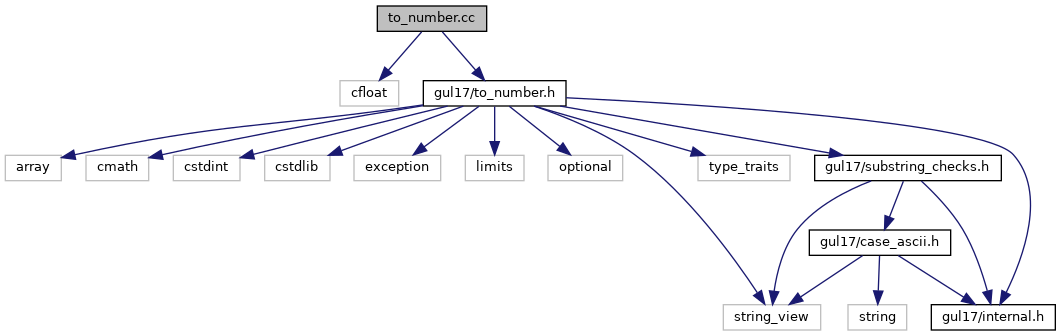 to_number.cc
cfloat
gul17/to_number.h
array
cmath
cstdint
cstdlib
exception
limits
optional
type_traits
gul17/substring_checks.h
gul17/case_ascii.h
string_view
string
gul17/internal.h